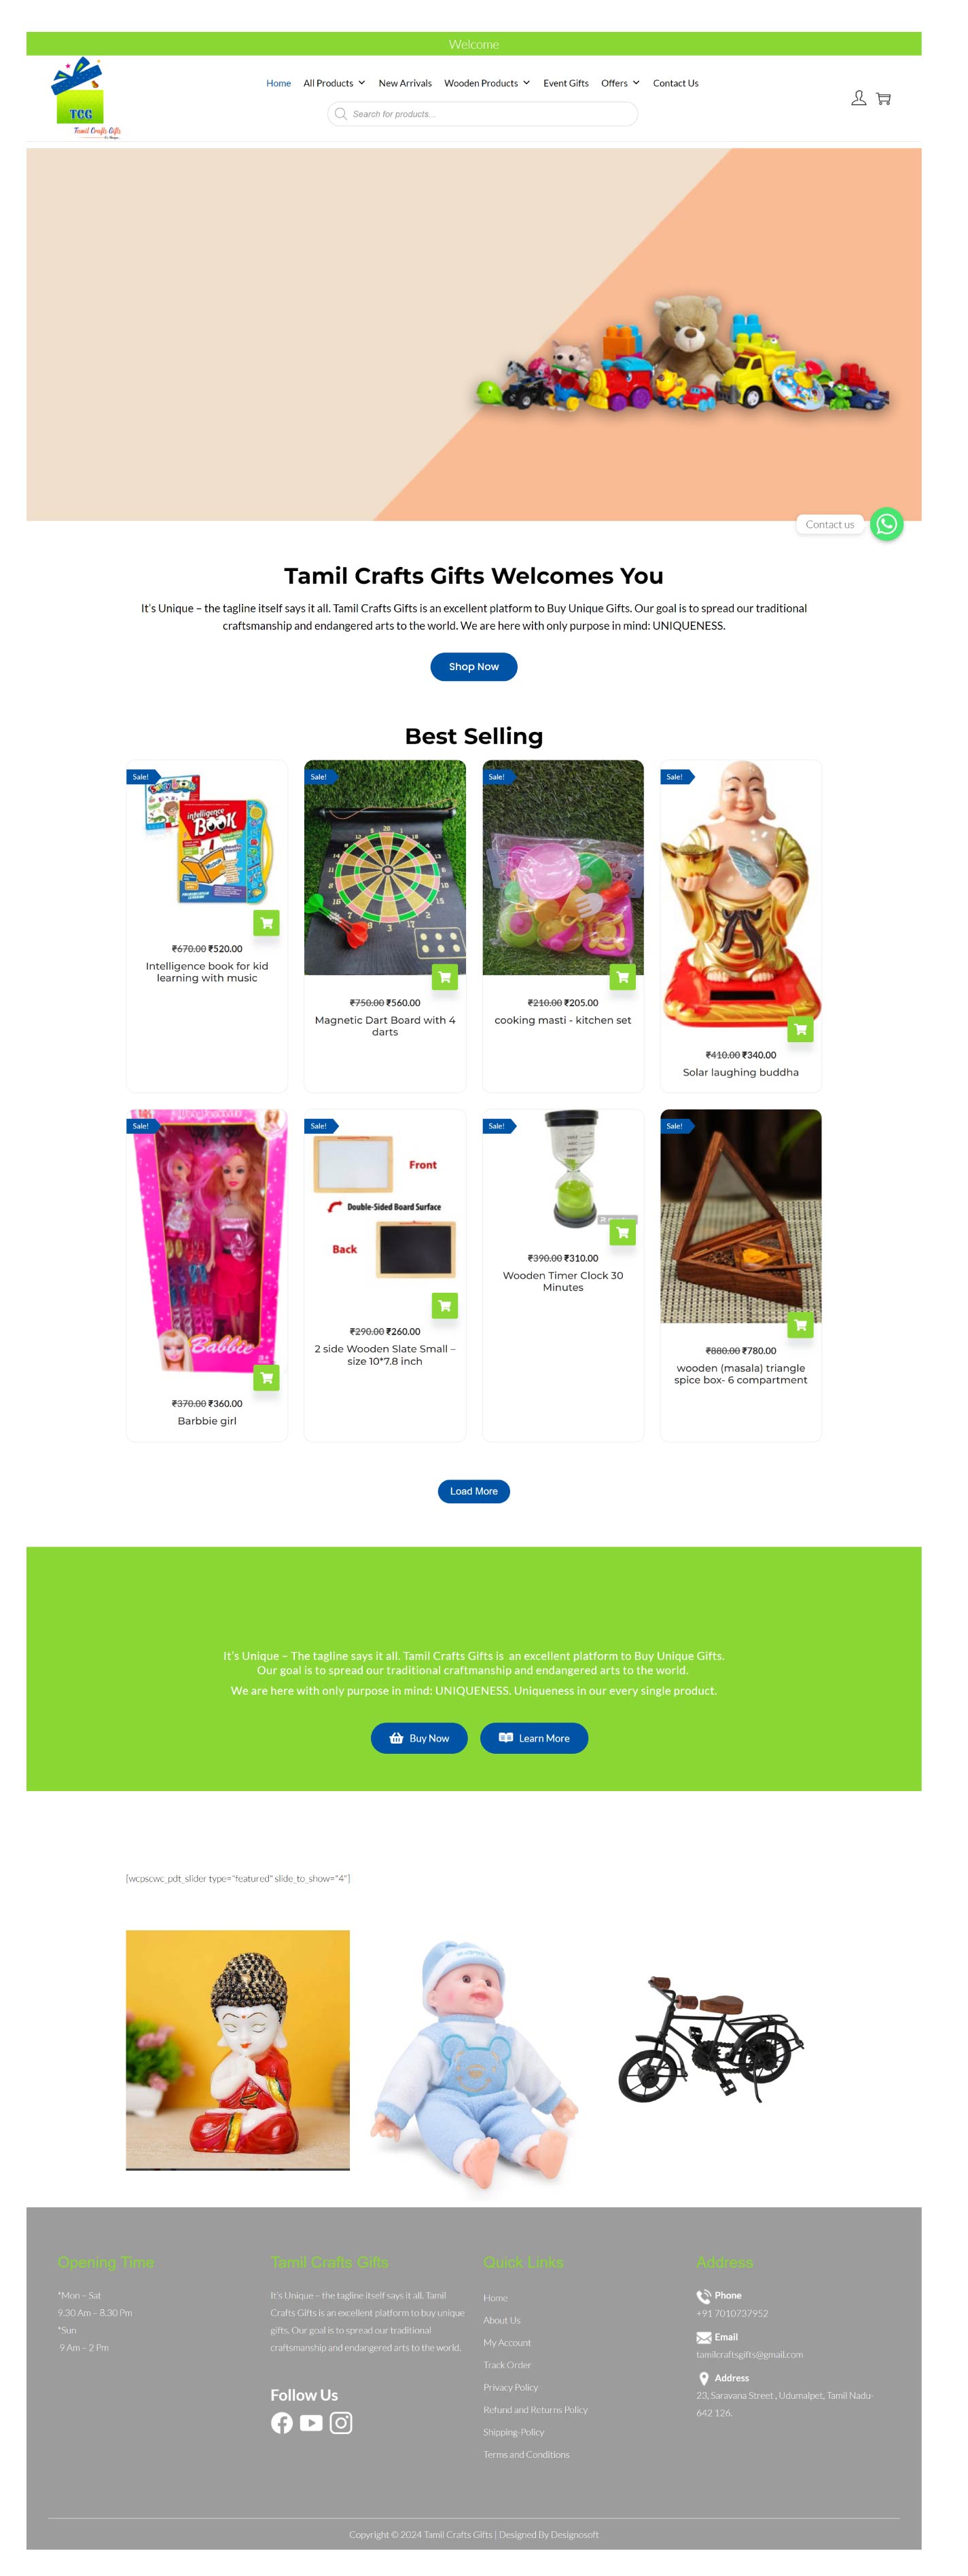 Welcome
TCG
Tamil Crafts Gifts
Home All Products New Arrivals Wooden Products Event Gifts Offers Contact Us
Search for products...
Contact us
Tamil Crafts Gifts Welcomes You
It's Unique – the tagline itself says it all. Tamil Crafts Gifts is an excellent platform to Buy Unique Gifts. Our goal is to spread our traditional
craftsmanship and endangered arts to the world. We are here with only purpose in mind: UNIQUENESS.
Shop Now
Best Selling
Sale!
intelligence
BOOK
₹670.00 ₹520.00
Intelligence book for kid
learning with music
Sale!
₹750.00 ₹560.00
Magnetic Dart Board with 4
darts
Sale!
₹210.00 ₹205.00
cooking masti - kitchen set
Sale!
₹410.00 ₹340.00
Solar laughing buddha
Sale!
Babbie
₹370.00 ₹360.00
Barbbie girl
Sale!
Front
Double-Sided Board Surface
Back
₹290.00 ₹260.00
2 side Wooden Slate Small –
size 10*7.8 inch
Sale!
₹390.00 ₹310.00
Wooden Timer Clock 30
Minutes
Sale!
₹880.00 ₹780.00
wooden (masala) triangle
spice box- 6 compartment
Load More
It's Unique – The tagline says it all. Tamil Crafts Gifts is an excellent platform to Buy Unique Gifts.
Our goal is to spread our traditional craftmanship and endangered arts to the world.
We are here with only purpose in mind: UNIQUENESS. Uniqueness in our every single product.
Buy Now
Learn More
[wcpscwc_pdt_slider type="featured" slide_to_show="4"]
Opening Time
*Mon – Sat
9.30 Am – 8.30 Pm
*Sun
9 Am – 2 Pm
Tamil Crafts Gifts
It's Unique – the tagline itself says it all. Tamil
Crafts Gifts is an excellent platform to buy unique
gifts. Our goal is to spread our traditional
craftsmanship and endangered arts to the world.
Follow Us
Quick Links
Home
About Us
My Account
Track Order
Privacy Policy
Refund and Returns Policy
Shipping-Policy
Terms and Conditions
Address
Phone
+91 7010737952
Email
tamilcraftsgifts@gmail.com
Address
23, Saravana Street , Udumalpet, Tamil Nadu-
642 126.
Copyright © 2024 Tamil Crafts Gifts | Designed By Designosoft